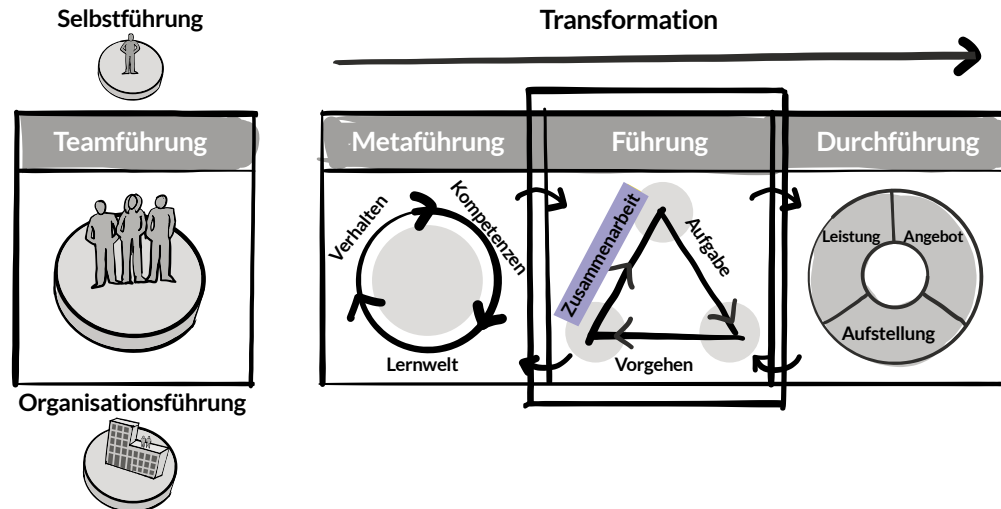 Selbstführung
Teamführung
Organisationsführung
Transformation
Metaführung
Führung
Durchführung
Verhalten
Kompetenzen
Lernwelt
Zusammenarbeit
Aufgabe
Vorgehen
Leistung
Angebot
Aufstellung